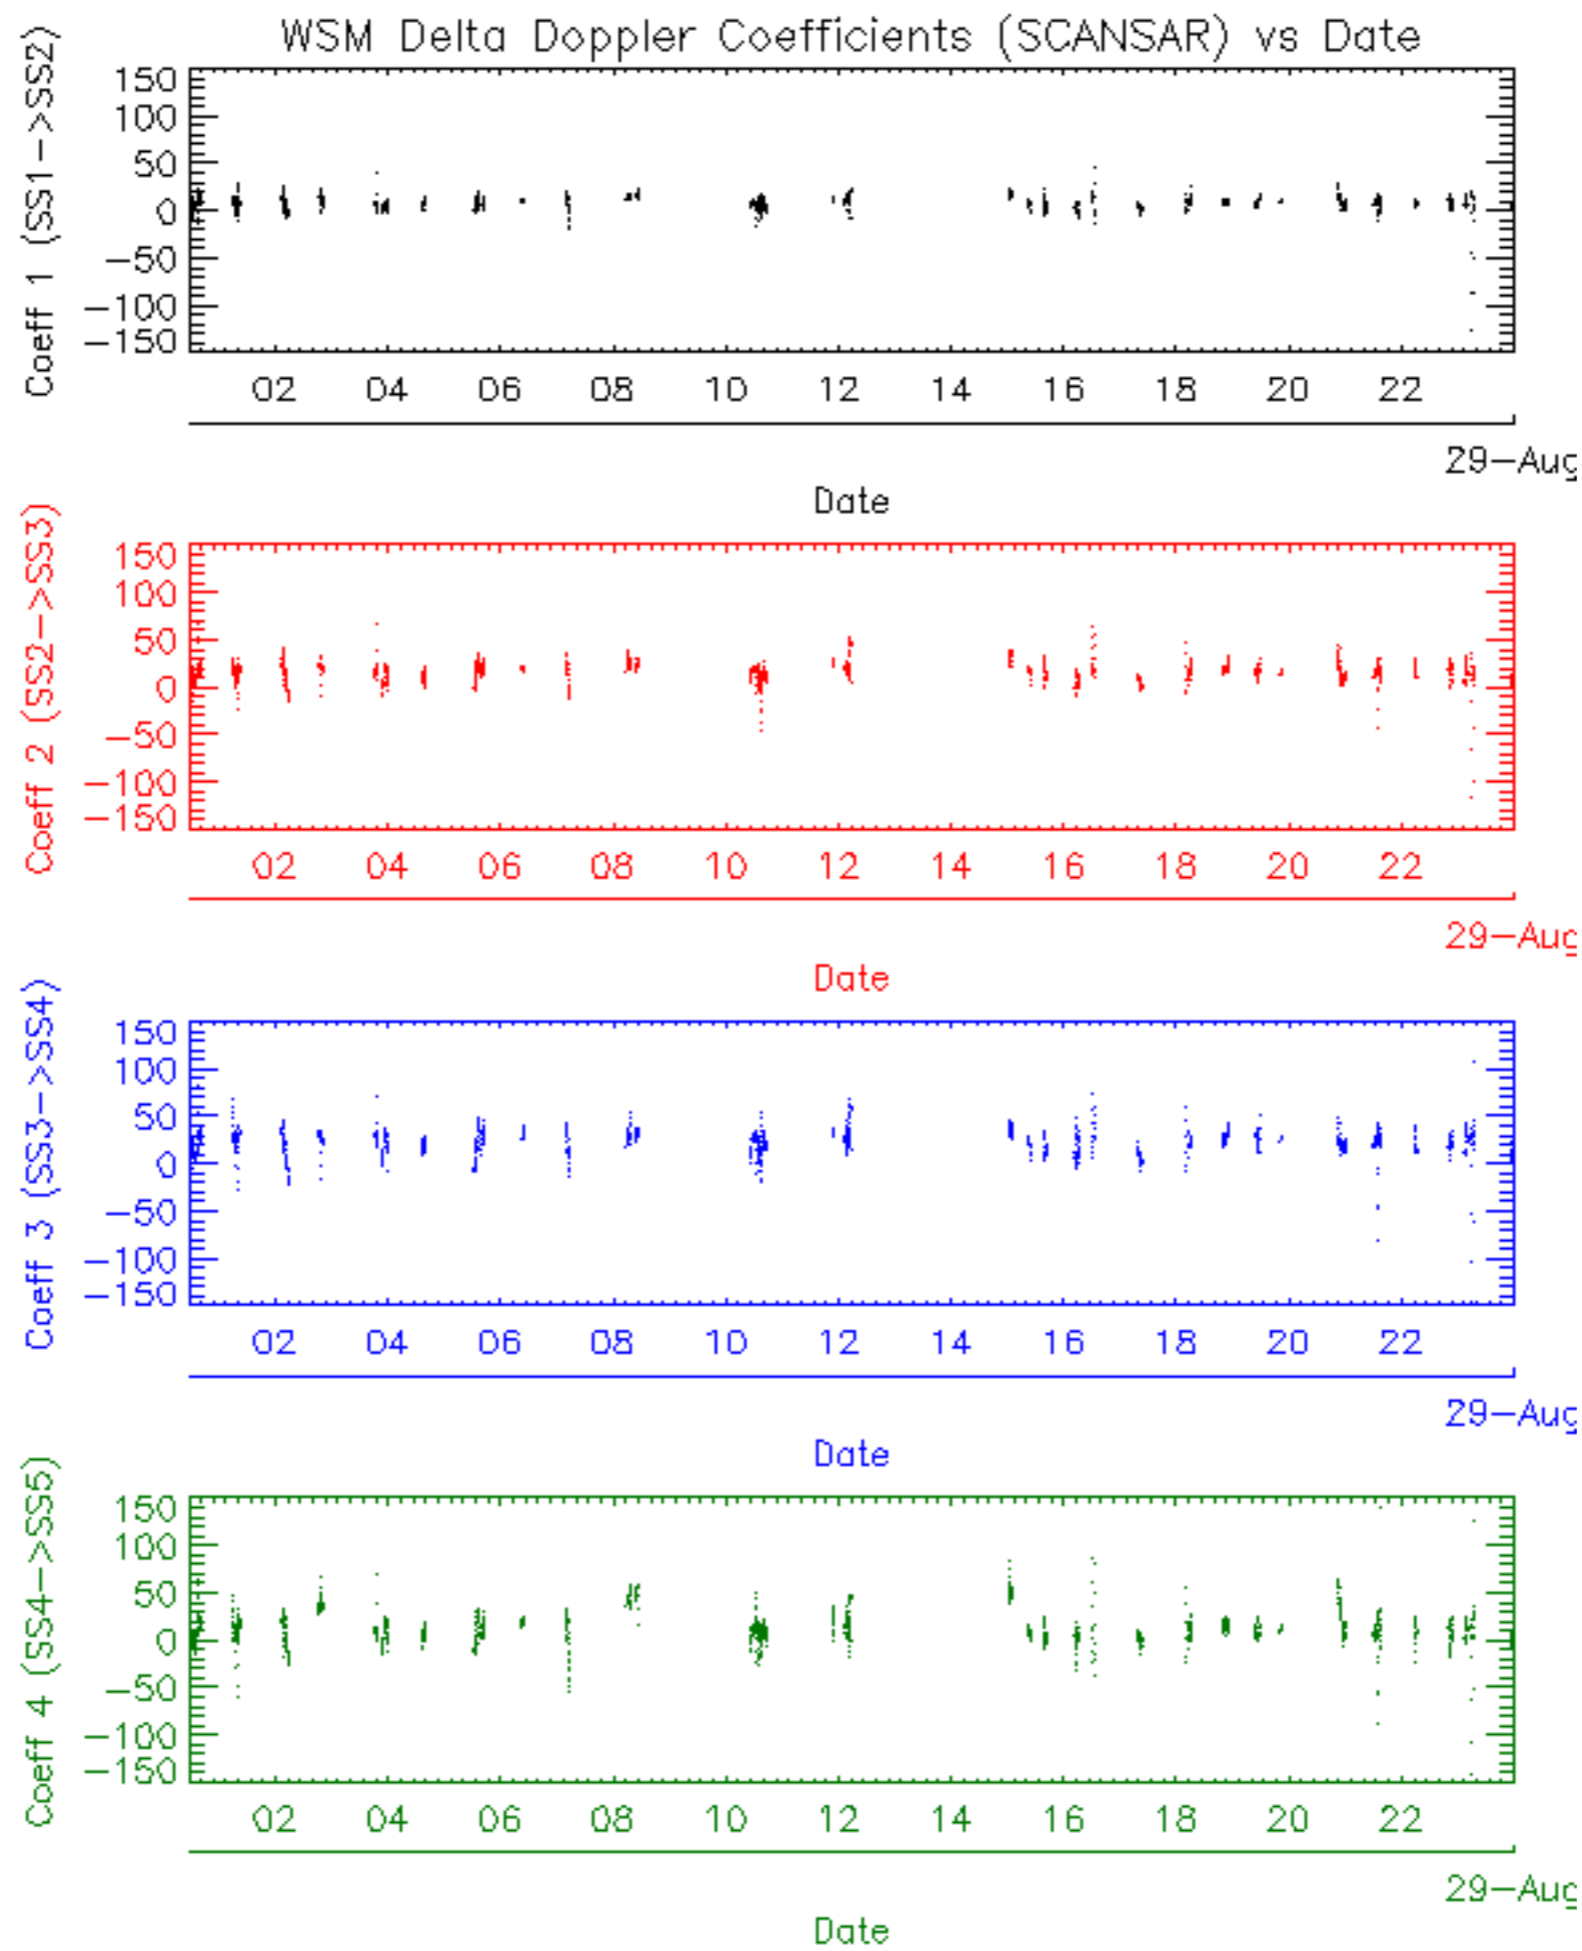 WSM Delta Doppler Coefficients (SCANSAR) vs Date
Coeff 1 (SS1->SS2)
150
100
50
0
-50
-100
-150
02 04 06 08 10 12 14 16 18 20 22
29-Aug
Date
Coeff 2 (SS2->SS3)
150
100
50
0
-50
-100
-150
02 04 06 08 10 12 14 16 18 20 22
29-Aug
Date
Coeff 3 (SS3->SS4)
150
100
50
0
-50
-100
-150
02 04 06 08 10 12 14 16 18 20 22
29-Aug
Date
Coeff 4 (SS4->SS5)
150
100
50
0
-50
-100
-150
02 04 06 08 10 12 14 16 18 20 22
29-Aug
Date